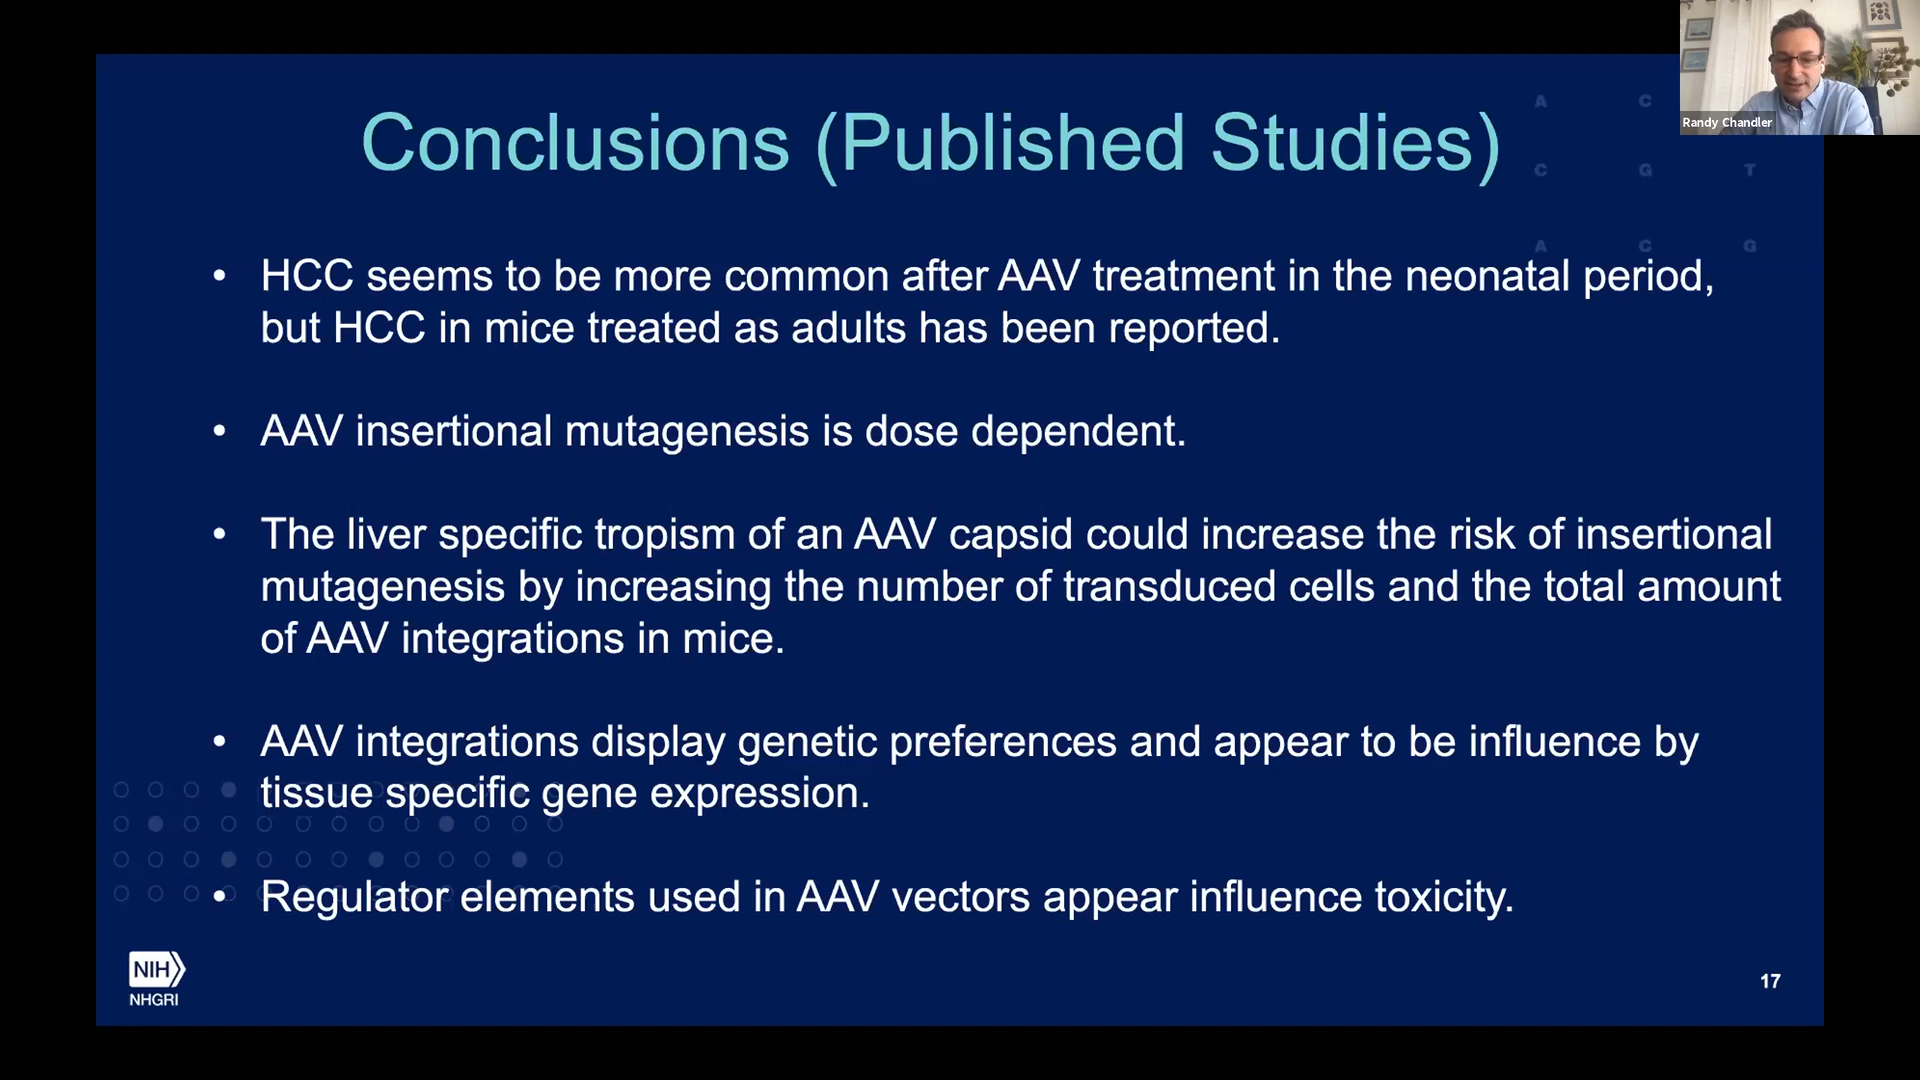 Randy Chandler
A C
C G T
A C G
Conclusions (Published Studies)
• HCC seems to be more common after AAV treatment in the neonatal period,
but HCC in mice treated as adults has been reported.
• AAV insertional mutagenesis is dose dependent.
• The liver specific tropism of an AAV capsid could increase the risk of insertional
mutagenesis by increasing the number of transduced cells and the total amount
of AAV integrations in mice.
• AAV integrations display genetic preferences and appear to be influence by
tissue specific gene expression.
• Regulator elements used in AAV vectors appear influence toxicity.
NIH
NHGRI
17